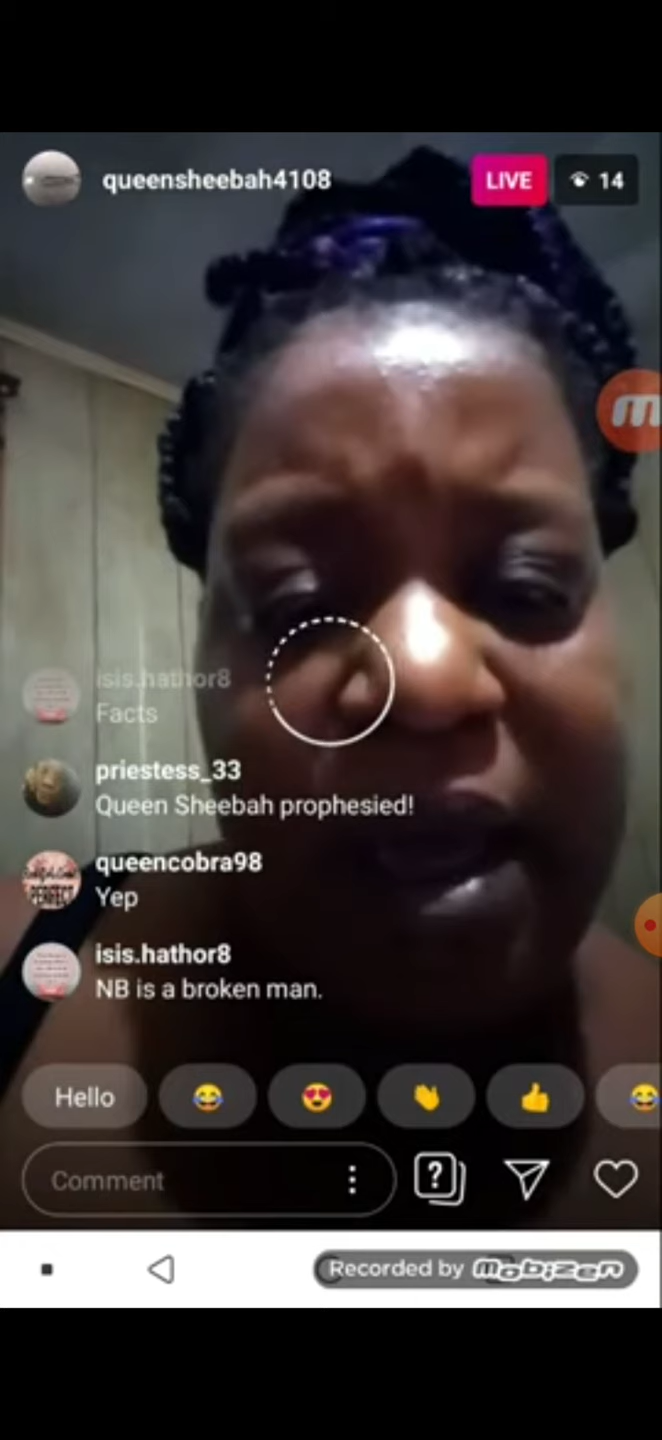 queensheebah4108
LIVE
14
isis.hathor8
Facts
priestess_33
Queen Sheebah prophesied!
queencobra98
Yep
isis.hathor8
NB is a broken man.
Hello
Comment
Recorded by mobizen